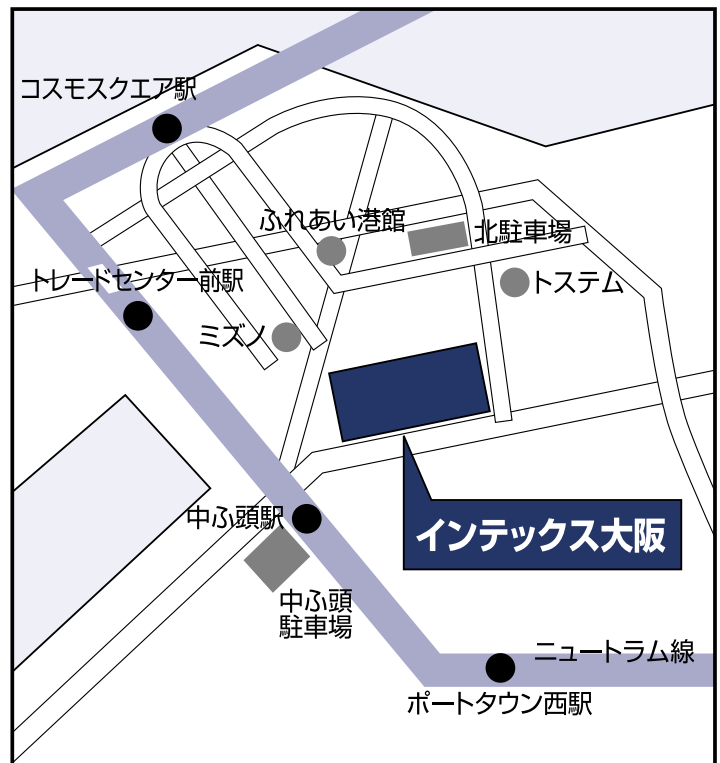 コスモスクエア駅
ふれあい港館
北駐車場
トレードセンター前駅
トステム
ミズノ
中ふ頭駅
インテックス大阪
中ふ頭
駐車場
ニュートラム線
ポートタウン西駅